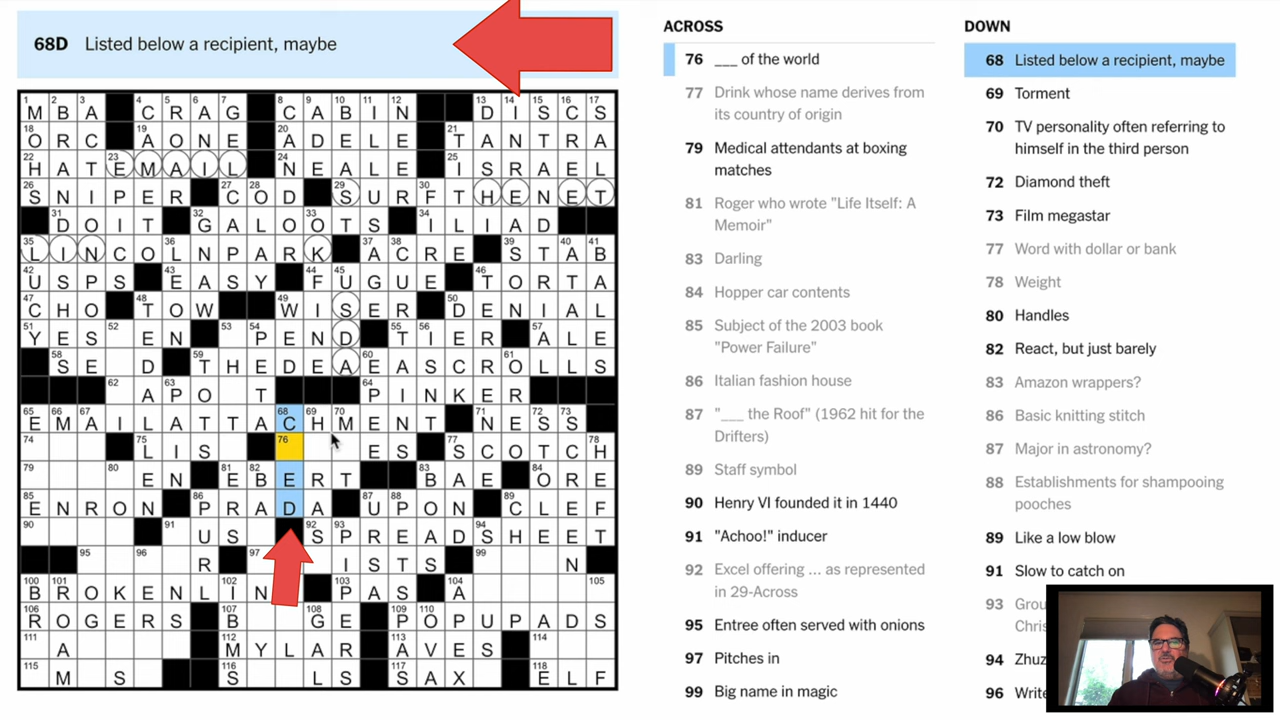 68D Listed below a recipient, maybe
ACROSS
76 ___ of the world
77 Drink whose name derives from
its country of origin
79 Medical attendants at boxing
matches
81 Roger who wrote "Life Itself: A
Memoir"
83 Darling
84 Hopper car contents
85 Subject of the 2003 book
"Power Failure"
86 Italian fashion house
87 "___ the Roof" (1962 hit for the
Drifters)
89 Staff symbol
90 Henry VI founded it in 1440
91 "Achoo!" inducer
92 Excel offering ... as represented
in 29-Across
95 Entree often served with onions
97 Pitches in
99 Big name in magic
DOWN
68 Listed below a recipient, maybe
69 Torment
70 TV personality often referring to
himself in the third person
72 Diamond theft
73 Film megastar
77 Word with dollar or bank
78 Weight
80 Handles
82 React, but just barely
83 Amazon wrappers?
86 Basic knitting stitch
87 Major in astronomy?
88 Establishments for shampooing
pooches
89 Like a low blow
91 Slow to catch on
93
94
96
MBA CRAG CABIN DISCS
ORC AONE ADELE TANTRA
HATEEMAIL NEALE ISRAEL
SNIPER COD SURFTHENET
DOIT GALOOTS ILIAD
LINCOLNPARK ACRE STAB
USPS EASY FUGUE TORTA
CHO TOW WISER DENIAL
YES EN PEND TIER ALE
SE D THEDEAEASCROLLS
APO T PINKER
EMAILATTACHMENT NESS
LIS ES SCOTCH
EN EBERT BAE ORE
ENRON PRADA UPON CLEF
US SPREADSHEET
R ISTS N
BROKENLIN PAS A
ROGERS B GE POPUPADS
A MYLAR AVES
M S S LS SAX ELF